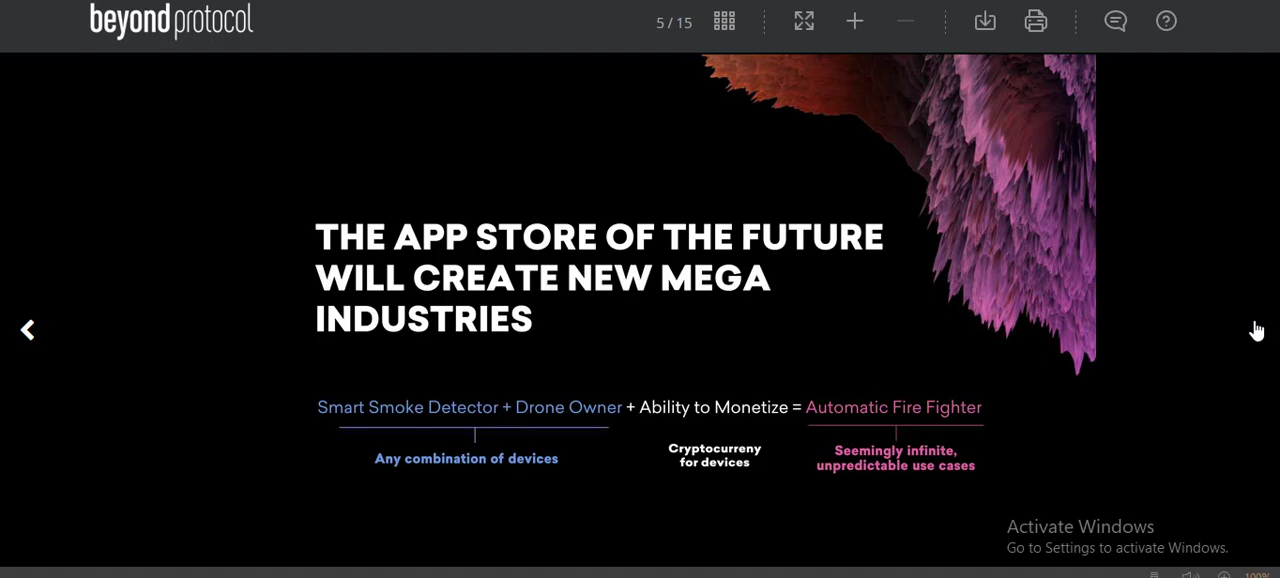 beyond protocol
5 / 15
THE APP STORE OF THE FUTURE
WILL CREATE NEW MEGA
INDUSTRIES
Smart Smoke Detector + Drone Owner + Ability to Monetize = Automatic Fire Fighter
Any combination of devices
Cryptocurreny
for devices
Seemingly infinite,
unpredictable use cases
Activate Windows
Go to Settings to activate Windows.
100%